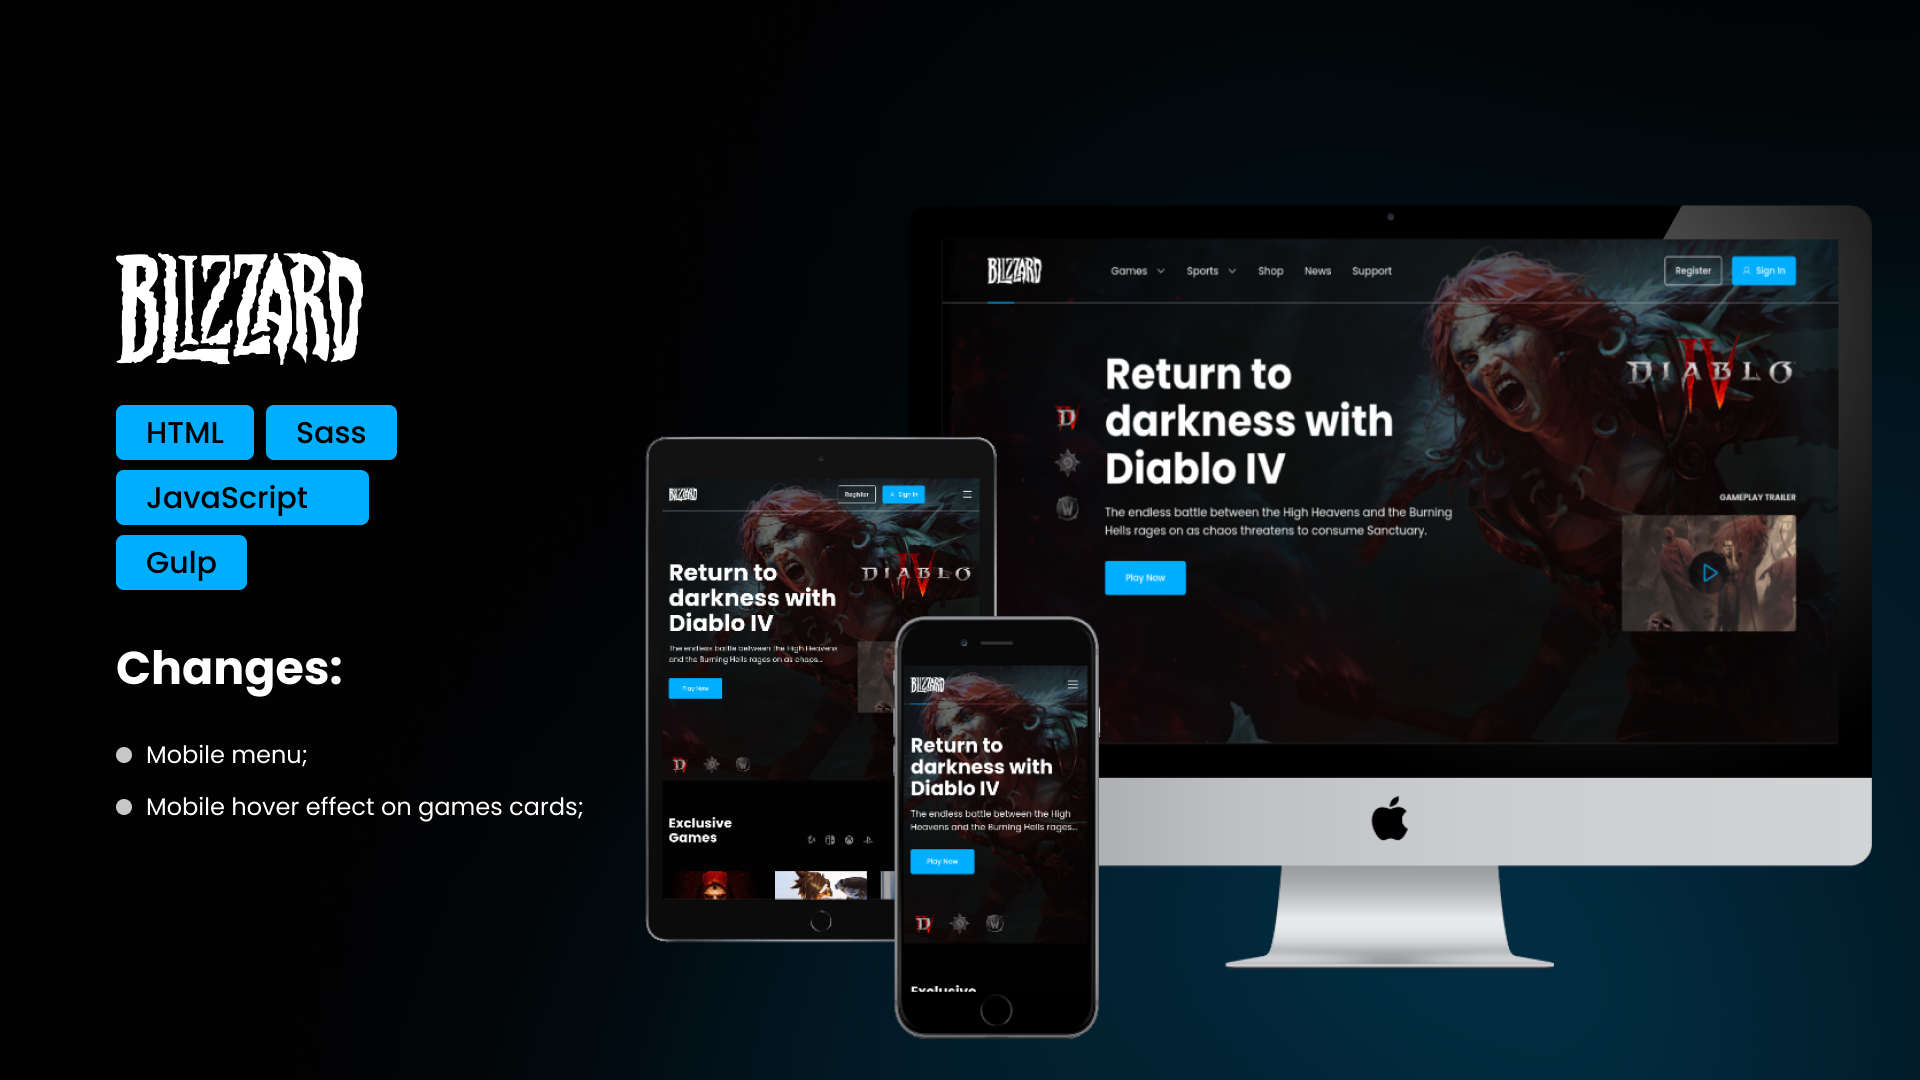 BLIZZARD
HTML
Sass
JavaScript
Gulp
Changes:
Mobile menu;
Mobile hover effect on games cards;
BLIZZARD
Games
Sports
Shop
News
Support
Register
Sign In
Return to
darkness with
Diablo IV
The endless battle between the High Heavens and the Burning
Hells rages on as chaos threatens to consume Sanctuary.
Play Now
DIABLO
IV
GAMEPLAY TRAILER
D
W
BLIZZARD
Register
Sign In
Return to
darkness with
Diablo IV
The endless battle between the High Heavens
and the Burning Hells rages on as chaos...
Play Now
DIABLO
IV
D
W
Exclusive
Games
BLIZZARD
Return to
darkness with
Diablo IV
The endless battle between the High
Heavens and the Burning Hells rages...
Play Now
D
W
Exclusive